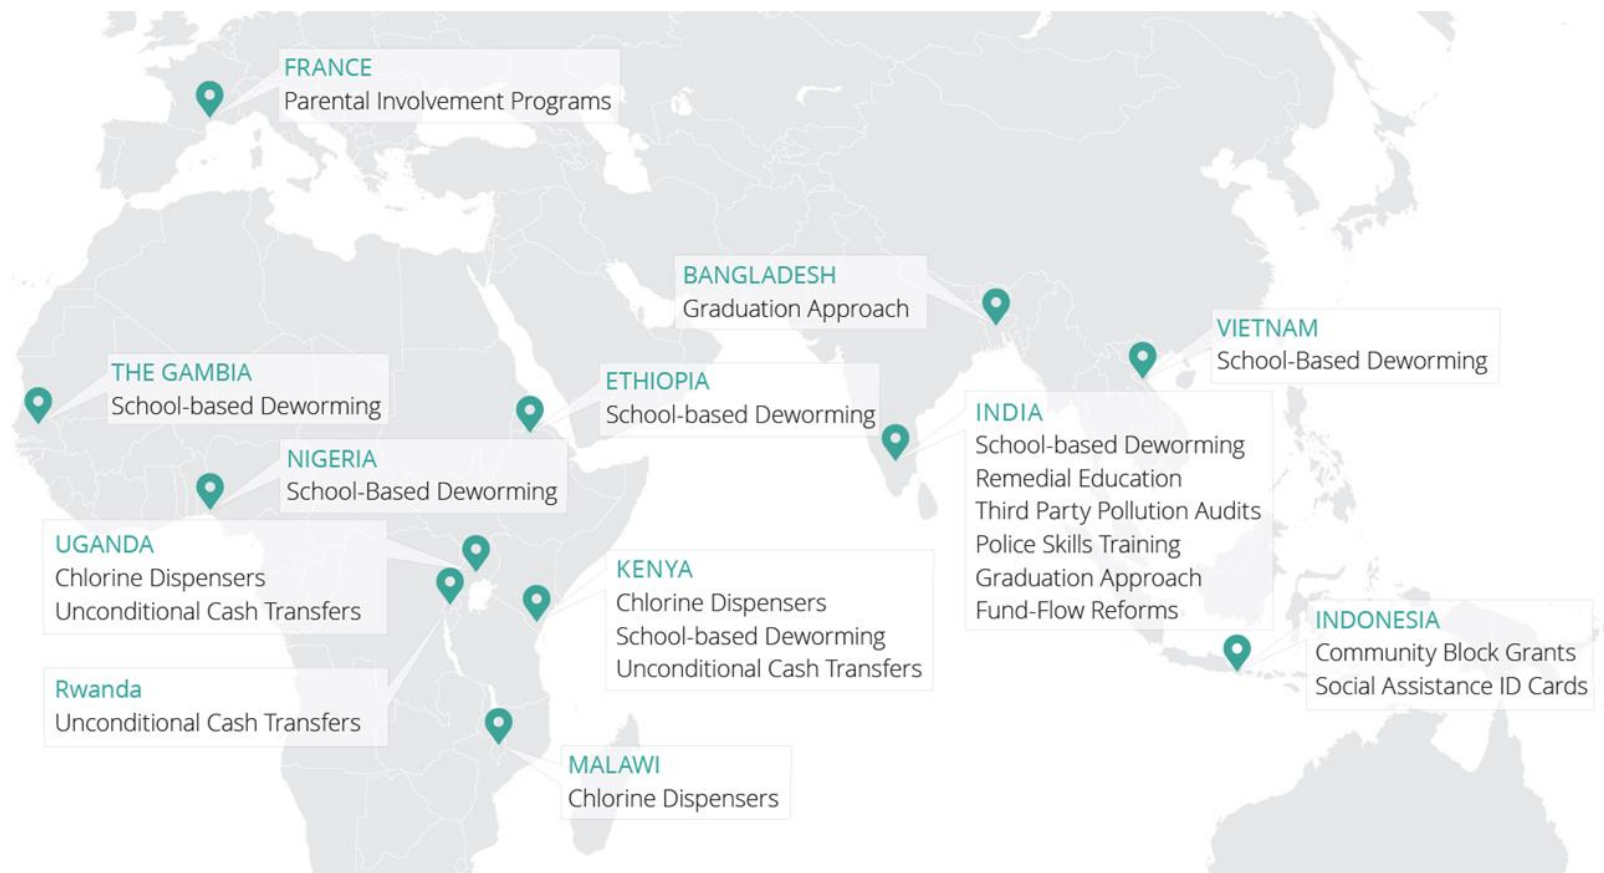 FRANCE
Parental Involvement Programs
BANGLADESH
Graduation Approach
VIETNAM
School-Based Deworming
THE GAMBIA
School-based Deworming
ETHIOPIA
School-based Deworming
INDIA
School-based Deworming
Remedial Education
Third Party Pollution Audits
Police Skills Training
Graduation Approach
Fund-Flow Reforms
NIGERIA
School-Based Deworming
UGANDA
Chlorine Dispensers
Unconditional Cash Transfers
KENYA
Chlorine Dispensers
School-based Deworming
Unconditional Cash Transfers
INDONESIA
Community Block Grants
Social Assistance ID Cards
Rwanda
Unconditional Cash Transfers
MALAWI
Chlorine Dispensers